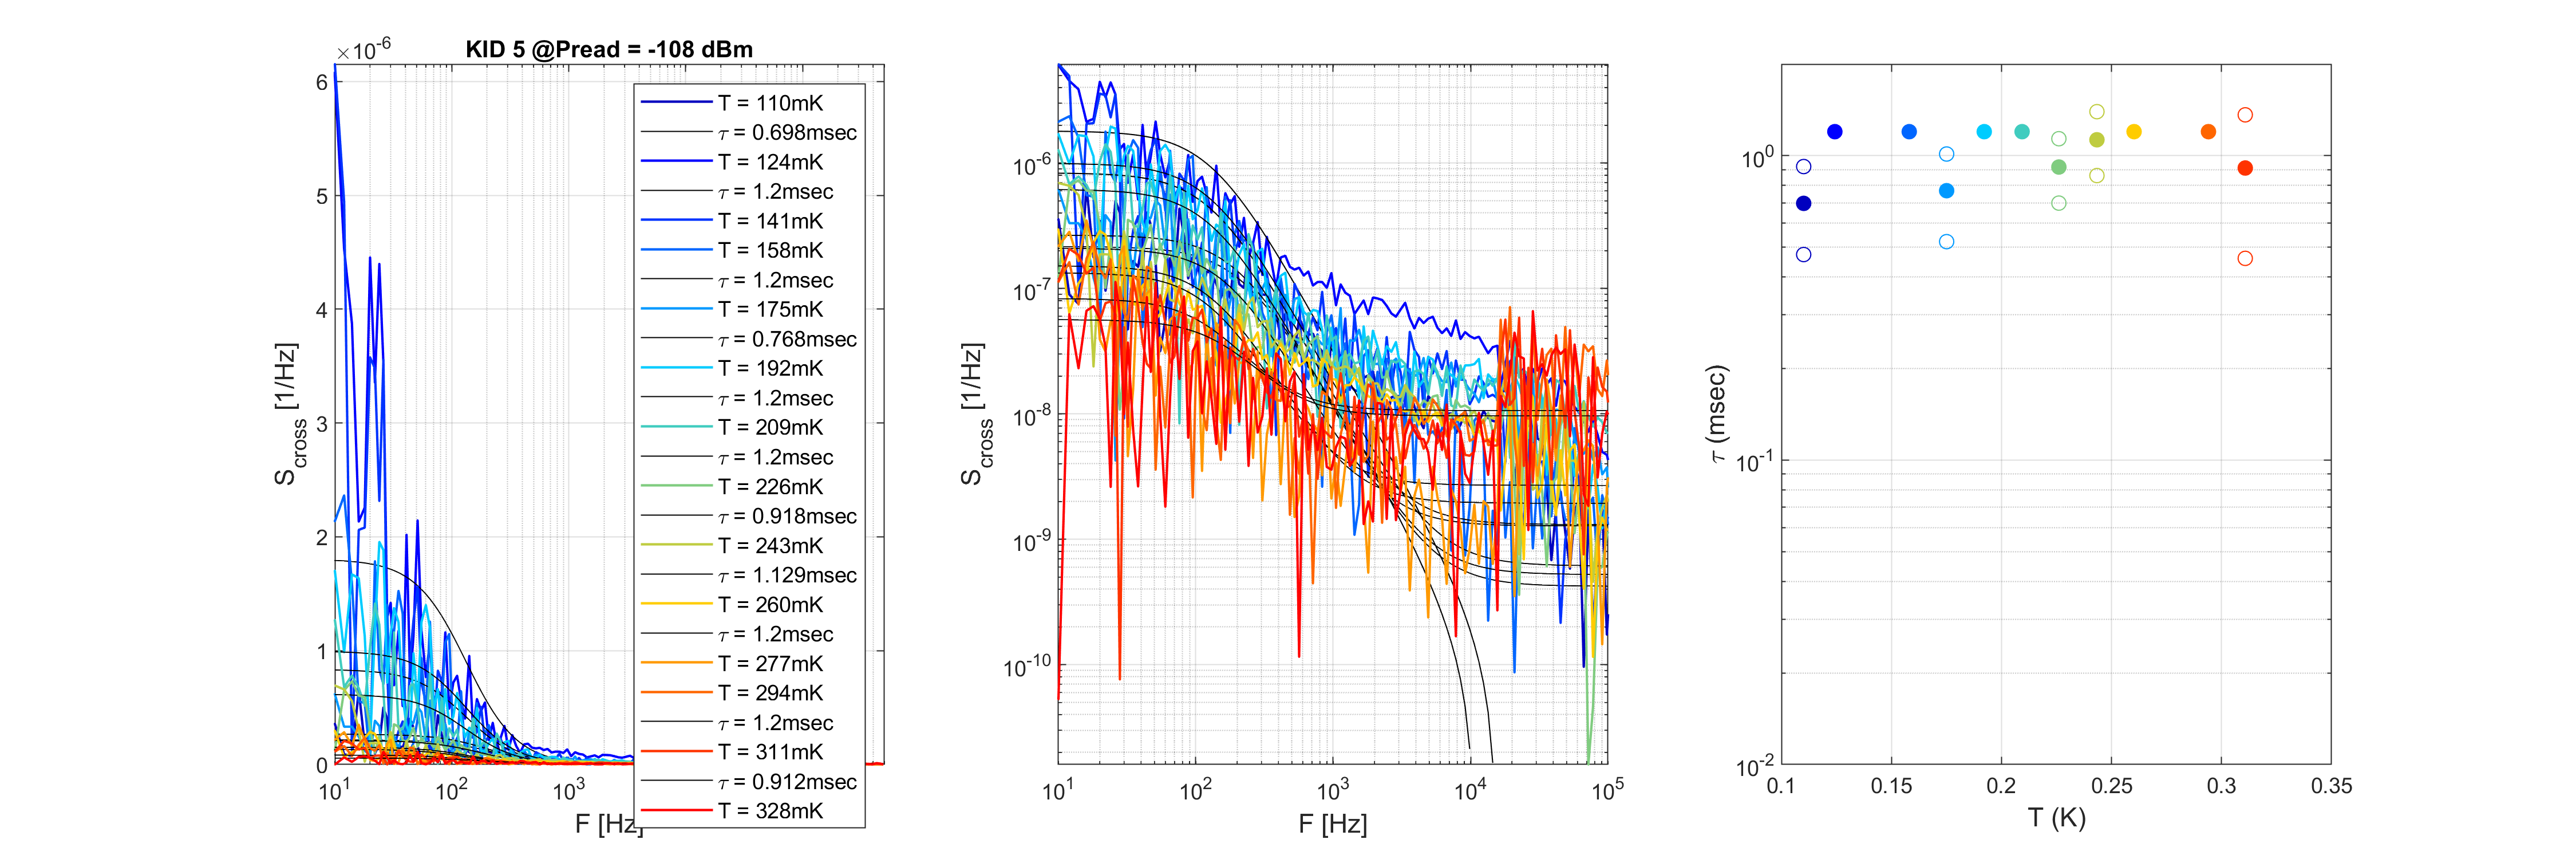 KID 5 @Pread = -108 dBm
×10^-6
6
5
4
3
2
1
0
S_cross [1/Hz]
10^1
10^2
10^3
F [Hz]
T = 110mK
τ = 0.698msec
T = 124mK
τ = 1.2msec
T = 141mK
T = 158mK
τ = 1.2msec
T = 175mK
τ = 0.768msec
T = 192mK
τ = 1.2msec
T = 209mK
τ = 1.2msec
T = 226mK
τ = 0.918msec
T = 243mK
τ = 1.129msec
T = 260mK
τ = 1.2msec
T = 277mK
T = 294mK
τ = 1.2msec
T = 311mK
τ = 0.912msec
T = 328mK
10^-6
10^-7
10^-8
10^-9
10^-10
S_cross [1/Hz]
10^1
10^2
10^3
10^4
10^5
F [Hz]
10^0
10^-1
10^-2
τ (msec)
0.1
0.15
0.2
0.25
0.3
0.35
T (K)